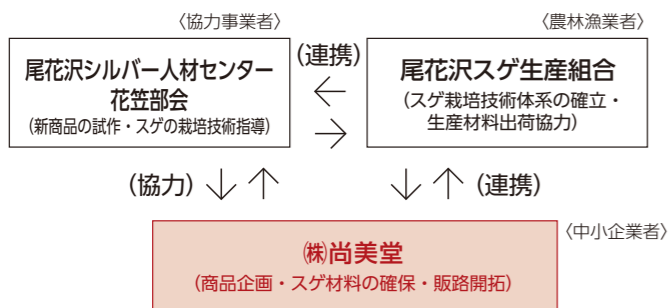 〈協力事業者〉
尾花沢シルバー人材センター
花笠部会
(新商品の試作・スゲの栽培技術指導)
(連携)
〈農林漁業者〉
尾花沢スゲ生産組合
(スゲ栽培技術体系の確立・
生産材料出荷協力)
(協力)
(連携)
〈中小企業者〉
㈱尚美堂
(商品企画・スゲ材料の確保・販路開拓)